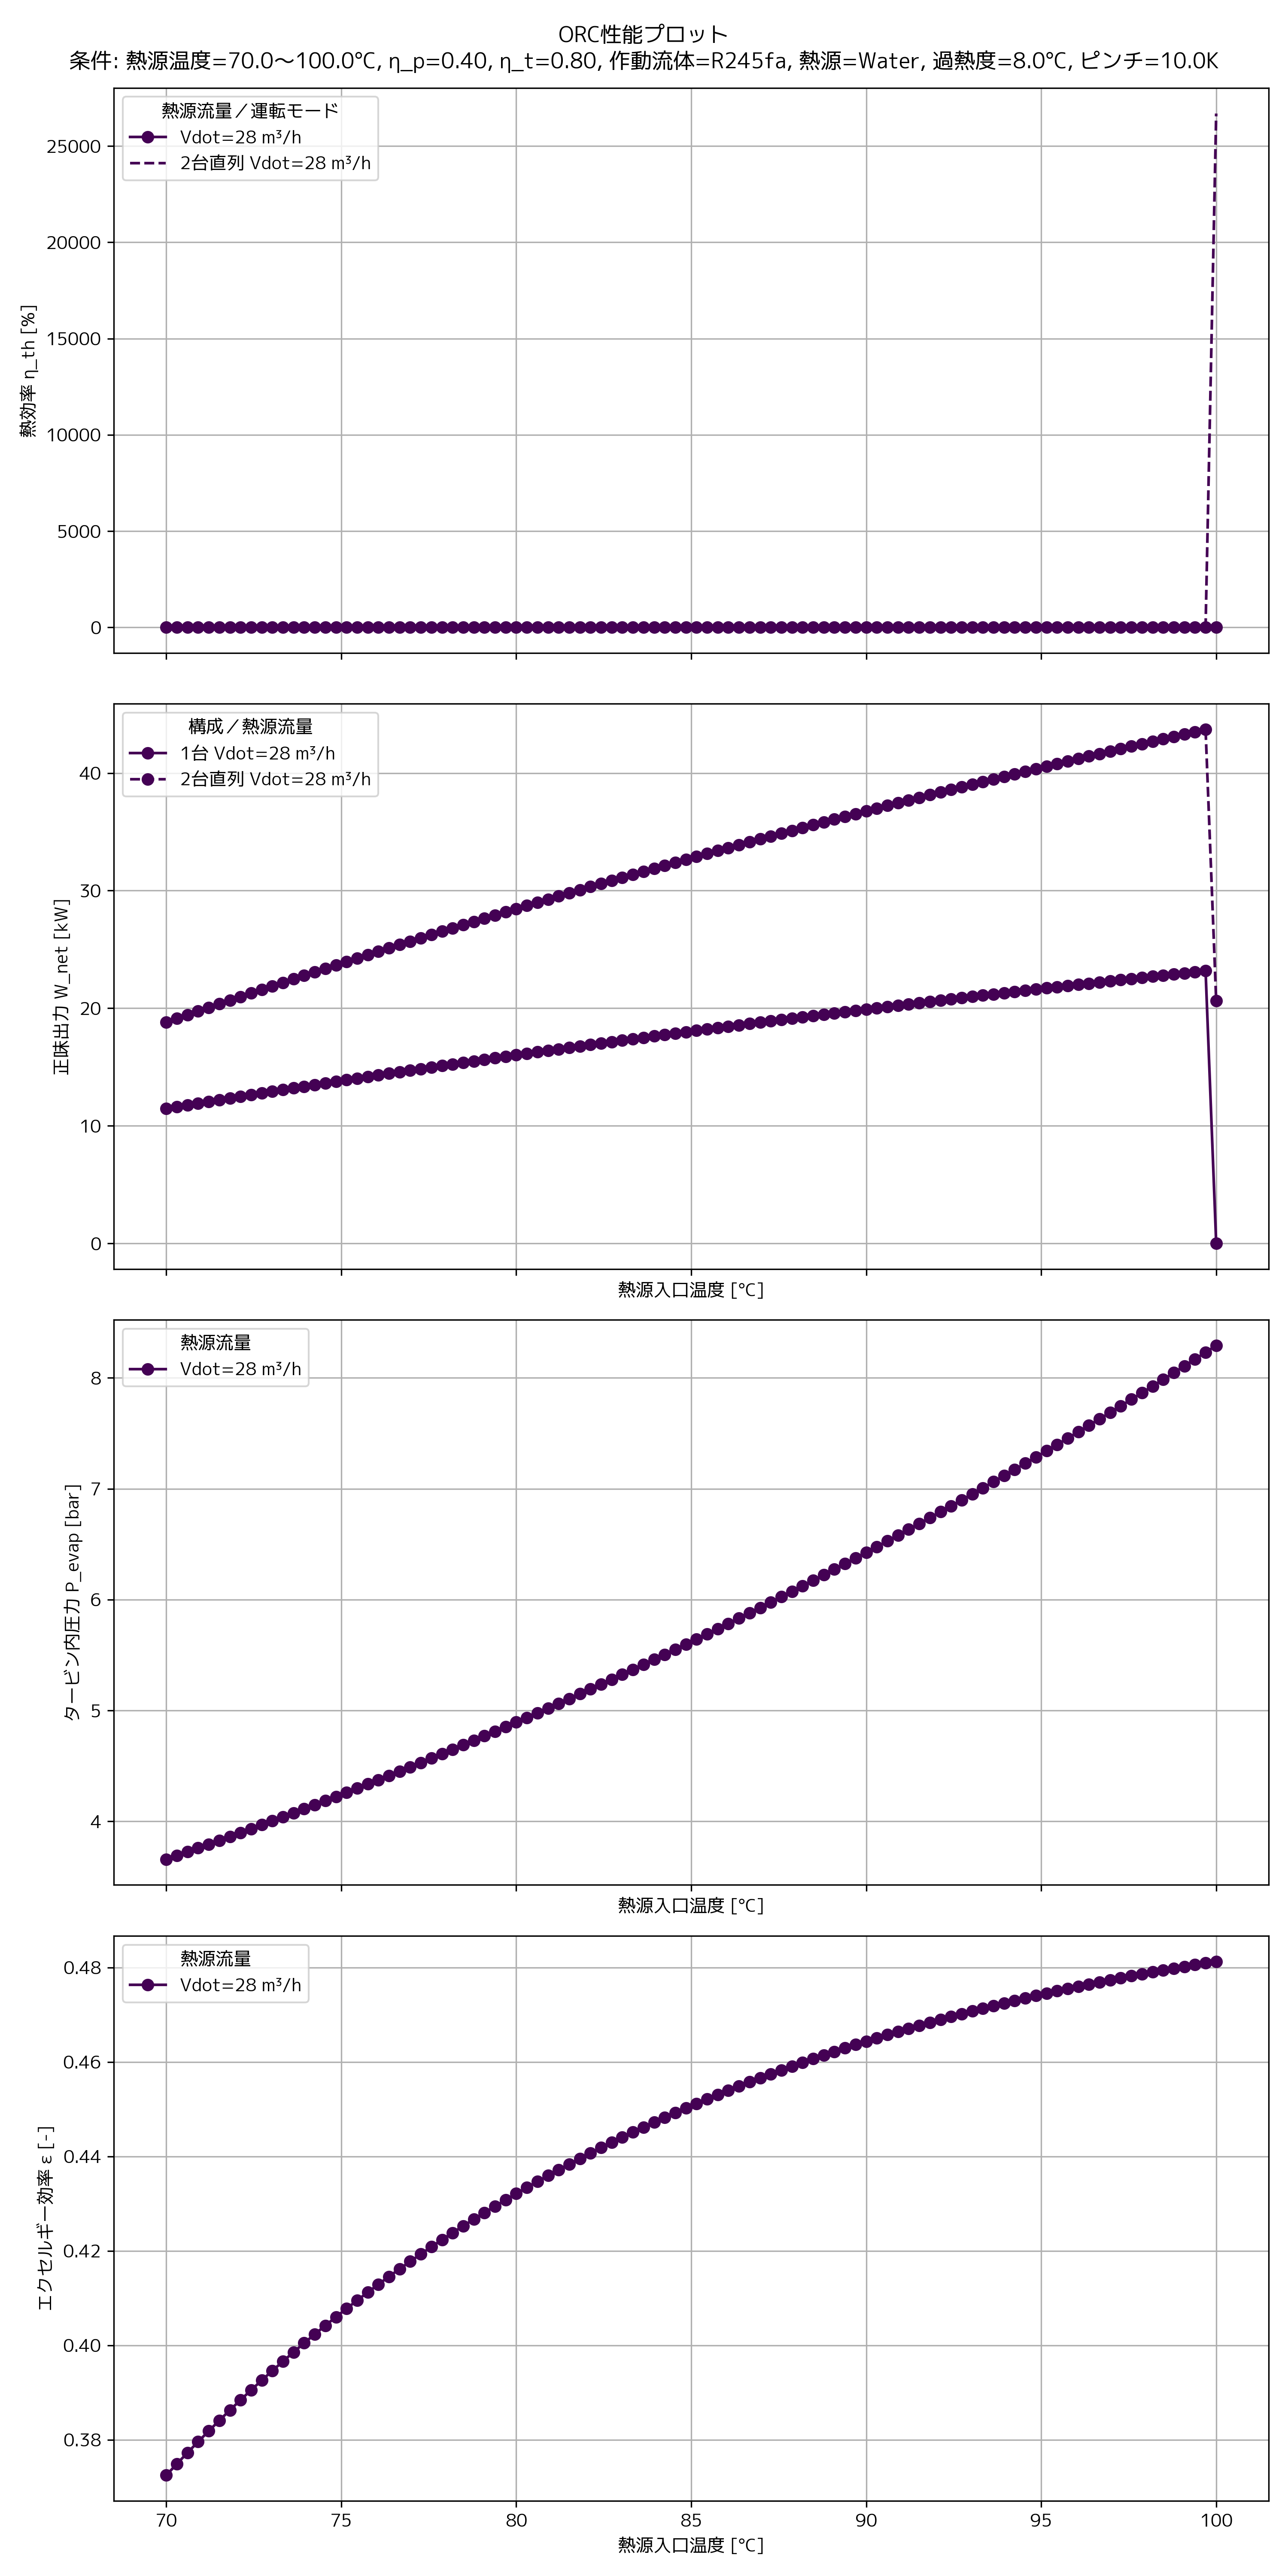 ORC性能プロット
条件: 熱源温度=70.0〜100.0℃, η_p=0.40, η_t=0.80, 作動流体=R245fa, 熱源=Water, 過熱度=8.0℃, ピンチ=10.0K
熱源流量／運転モード
Vdot=28 m³/h
2台直列 Vdot=28 m³/h
熱効率 η_th [%]
25000
20000
15000
10000
5000
0
構成／熱源流量
1台 Vdot=28 m³/h
2台直列 Vdot=28 m³/h
正味出力 W_net [kW]
40
30
20
10
0
熱源入口温度 [℃]
熱源流量
Vdot=28 m³/h
タービン内圧力 P_evap [bar]
8
7
6
5
4
熱源入口温度 [℃]
熱源流量
Vdot=28 m³/h
エクセルギー効率 ε [-]
0.48
0.46
0.44
0.42
0.40
0.38
70 75 80 85 90 95 100
熱源入口温度 [℃]